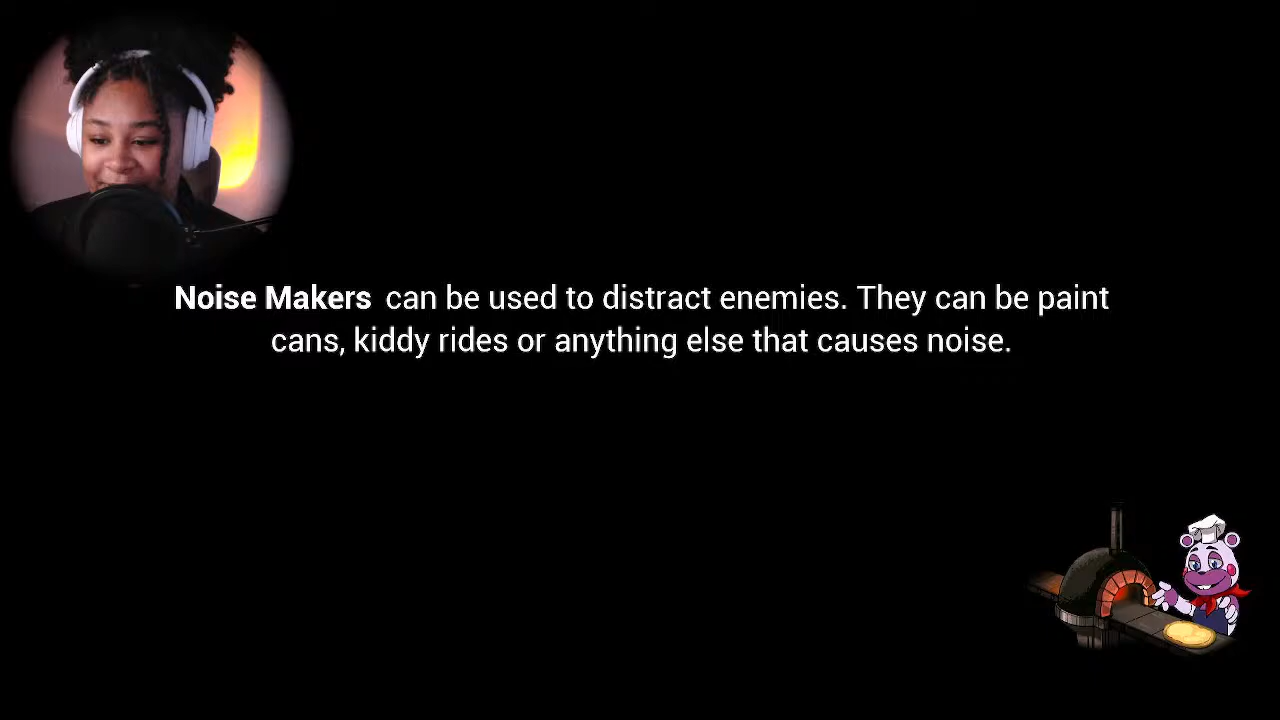 Noise Makers can be used to distract enemies. They can be paint
cans, kiddy rides or anything else that causes noise.